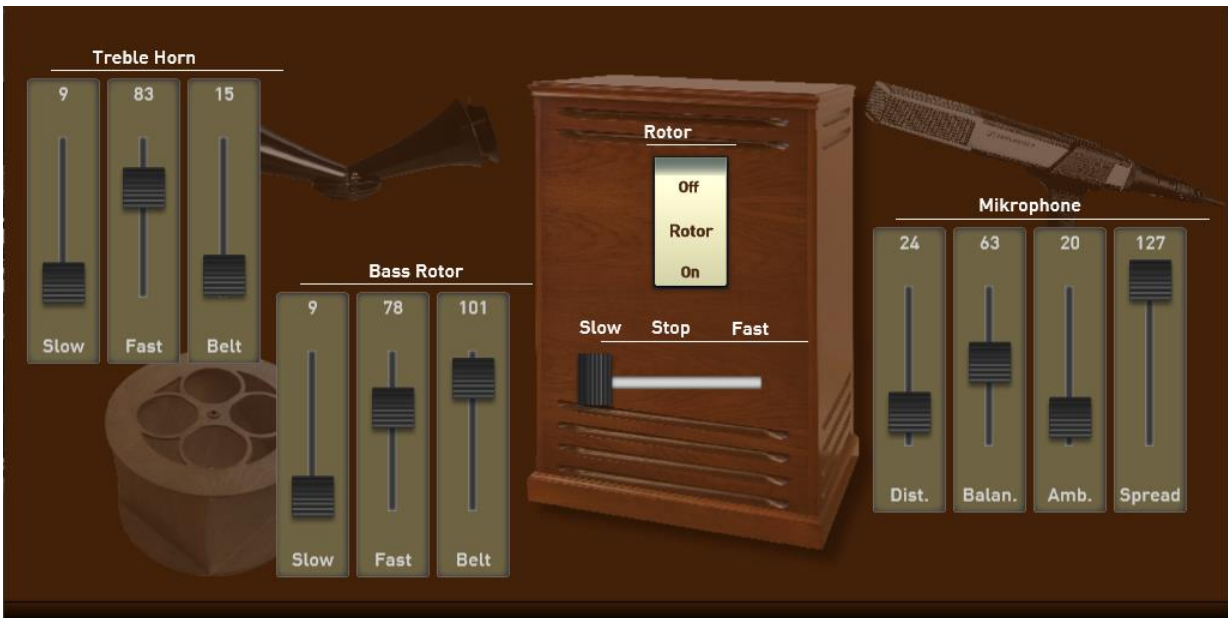 Treble Horn
9 83 15
Slow Fast Belt
Bass Rotor
9 78 101
Slow Fast Belt
Rotor
Off
Rotor
On
Slow Stop Fast
Mikrophone
24 63 20 127
Dist. Balan. Amb. Spread